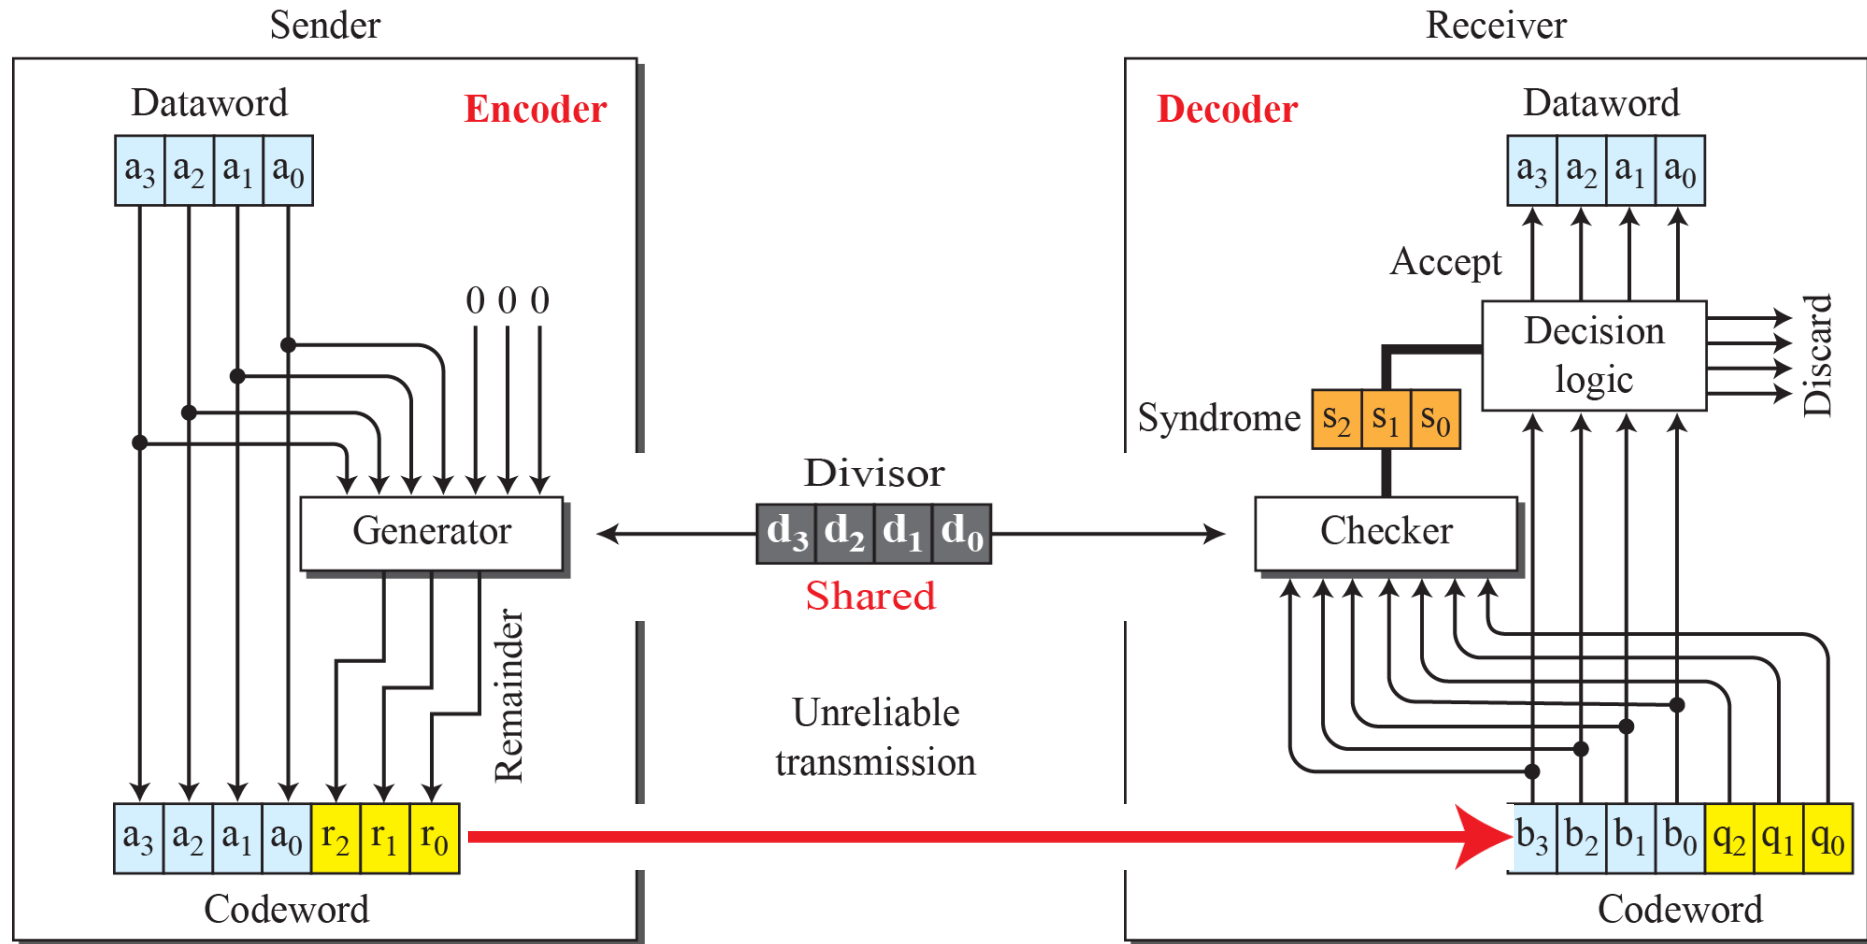 Sender
Receiver
Dataword
Encoder
a3 a2 a1 a0
0 0 0
Generator
Remainder
a3 a2 a1 a0 r2 r1 r0
Codeword
Divisor
d3 d2 d1 d0
Shared
Unreliable
transmission
Decoder
Dataword
a3 a2 a1 a0
Accept
Decision
logic
Discard
Syndrome
s2 s1 s0
Checker
b3 b2 b1 b0 q2 q1 q0
Codeword